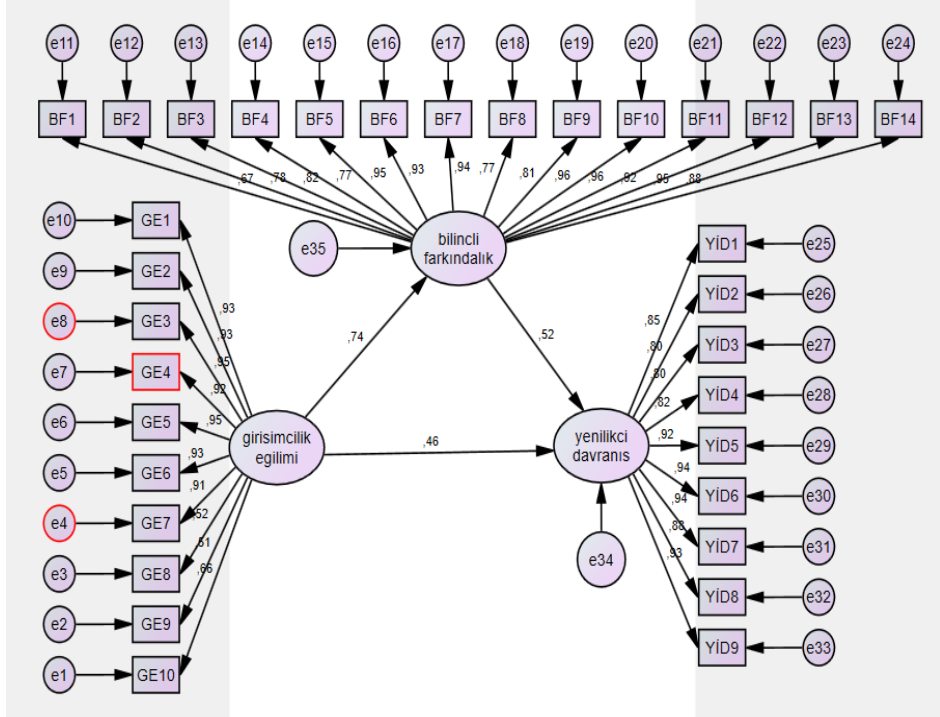 e11 e12 e13 e14 e15 e16 e17 e18 e19 e20 e21 e22 e23 e24
BF1 BF2 BF3 BF4 BF5 BF6 BF7 BF8 BF9 BF10 BF11 BF12 BF13 BF14
,67 ,78 ,82 ,77 ,95 ,93 ,94 ,77 ,81 ,96 ,96 ,92 ,95 ,88
e35
bilincli
farkındalık
e10 GE1
e9 GE2
e8 GE3
e7 GE4
e6 GE5
e5 GE6
e4 GE7
e3 GE8
e2 GE9
e1 GE10
,93
,93
,95
,92
,95
,93
,91
,52
,51
,66
girisimcilik
egilimi
,74
,52
,46
yenilikci
davranıs
e34
,85
,80
,80
,82
,92
,94
,94
,88
,93
YİD1 e25
YİD2 e26
YİD3 e27
YİD4 e28
YİD5 e29
YİD6 e30
YİD7 e31
YİD8 e32
YİD9 e33